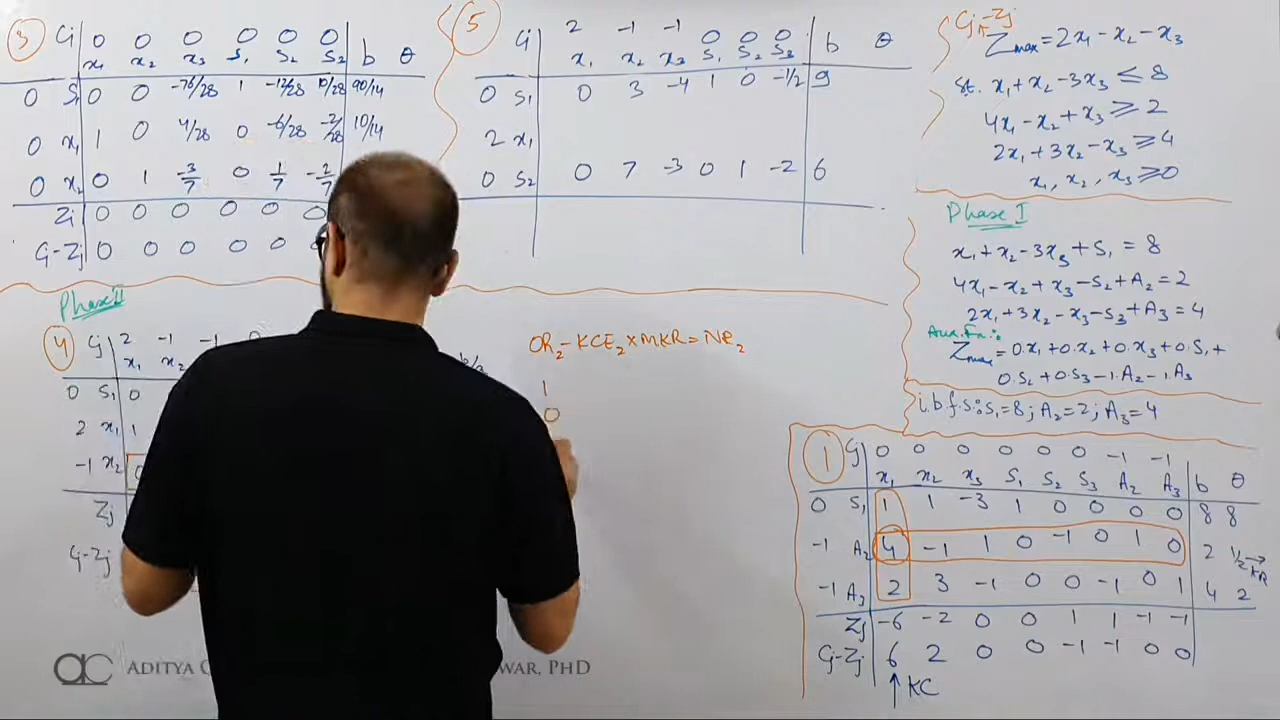 3 Cj 0 0 0 0 0 0
x1 x2 x3 S1 S2 S3 b θ
0 S1 0 0 -76/28 1 -12/28 10/28 90/14
0 x1 1 0 4/28 0 -6/28 -2/28 10/14
0 x2 0 1 -3/7 0 1/7 -2/7
Zj 0 0 0 0 0 0
Cj-Zj 0 0 0 0 0
5 Cj 2 -1 -1 0 0 0
x1 x2 x3 S1 S2 S3 b θ
0 S1 0 3 -4 1 0 -1/2 9
2 x1
0 S2 0 7 -3 0 1 -2 6
Cj-Zj
Zmax = 2x1 - x2 - x3
st. x1 + x2 - 3x3 ≤ 8
4x1 - x2 + x3 ≥ 2
2x1 + 3x2 - x3 ≥ 4
x1, x2, x3 ≥ 0
Phase I
x1 + x2 - 3x3 + S1 = 8
4x1 - x2 + x3 - S2 + A2 = 2
2x1 + 3x2 - x3 - S3 + A3 = 4
Aux. Fn.:
Zmax = 0.x1 + 0.x2 + 0.x3 + 0.S1 +
0.S2 + 0.S3 - 1.A2 - 1.A3
i.b.f.s: S1 = 8; A2 = 2; A3 = 4
Phase II
4 Cj 2 -1 -1
x1 x2
0 S1 0
2 x1 1
-1 x2
Zj
Cj-Zj
OR2 - KCE2 x MKR = NR2
1
0
1 Cj 0 0 0 0 0 0 -1 -1
x1 x2 x3 S1 S2 S3 A2 A3 b θ
0 S1 1 1 -3 1 0 0 0 0 8 8
-1 A2 4 -1 1 0 -1 0 1 0 2 1/2 → KR
-1 A3 2 3 -1 0 0 -1 0 1 4 2
Zj -6 -2 0 0 1 1 -1 -1
Cj-Zj 6 2 0 0 -1 -1 0 0
↑ KC
ac ADITYA
WAR, PHD